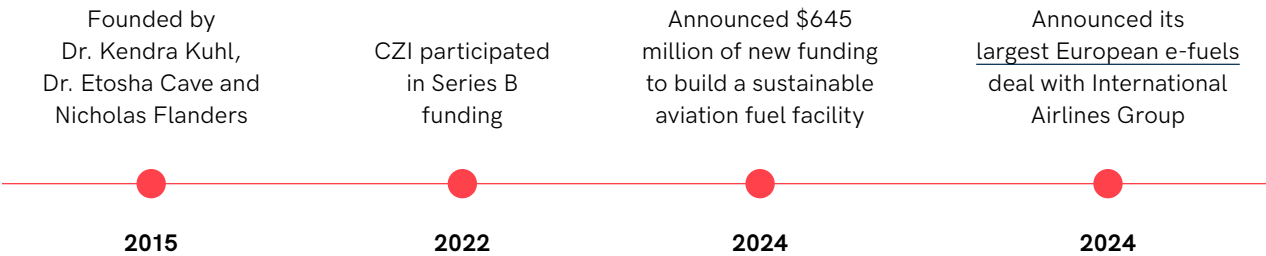 Founded by
Dr. Kendra Kuhl,
Dr. Etosha Cave and
Nicholas Flanders
2015
CZI participated
in Series B
funding
2022
Announced $645
million of new funding
to build a sustainable
aviation fuel facility
2024
Announced its
largest European e-fuels
deal with International
Airlines Group
2024